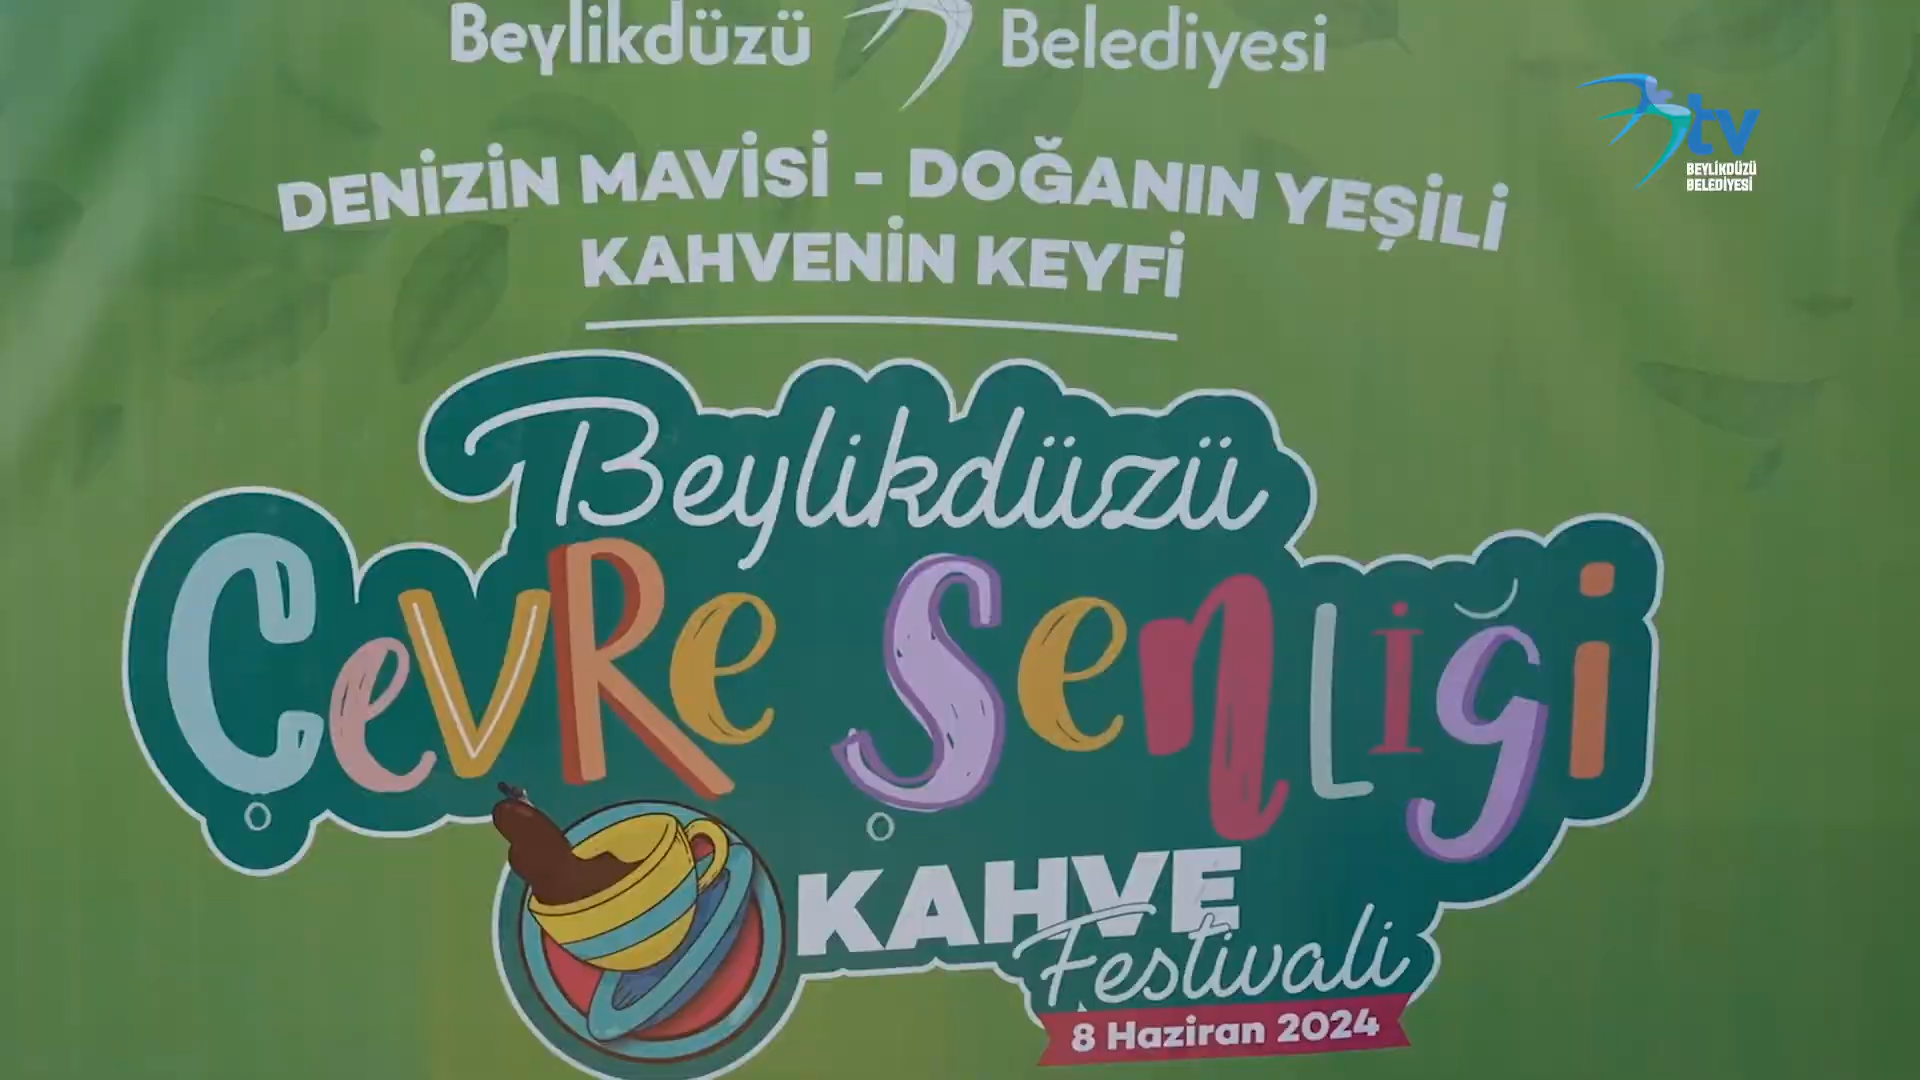 Beylikdüzü Belediyesi
tv
BEYLİKDÜZÜ
BELEDİYESİ
DENİZİN MAVİSİ - DOĞANIN YEŞİLİ
KAHVENİN KEYFİ
Beylikdüzü
ÇevRe Şenliği
KAHVE
Festivali
8 Haziran 2024